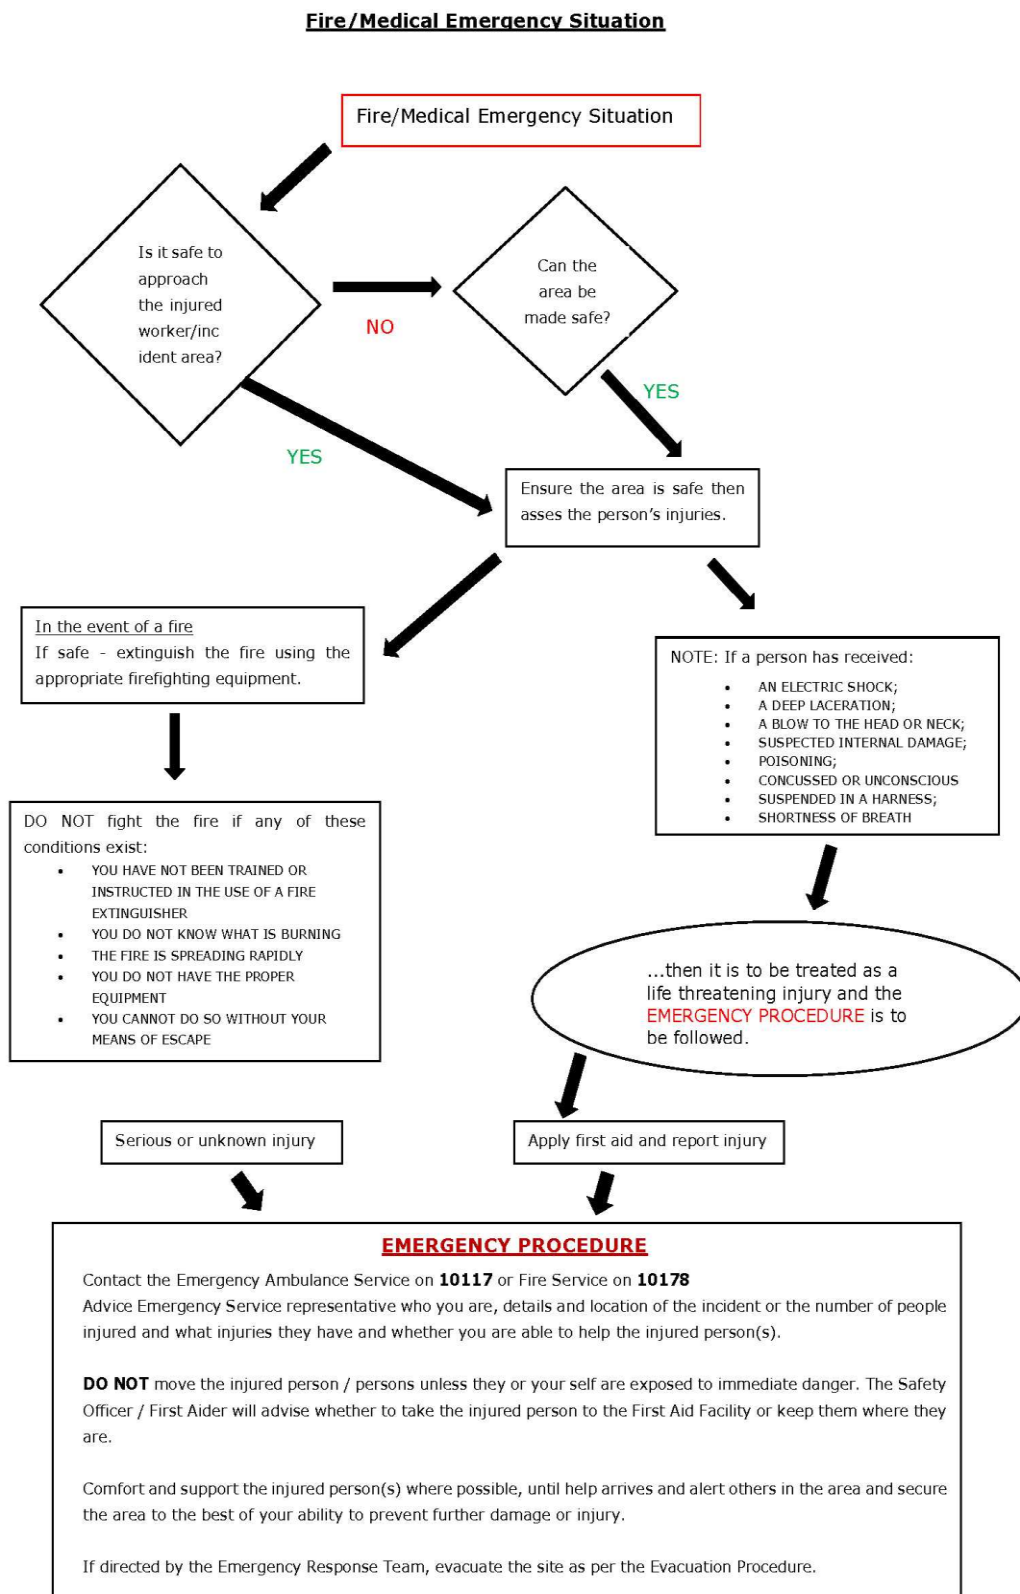 Fire/Medical Emergency Situation
Fire/Medical Emergency Situation
Is it safe to
approach
the injured
worker/inc
ident area?
NO
Can the
area be
made safe?
YES
YES
Ensure the area is safe then
asses the person's injuries.
In the event of a fire
If safe - extinguish the fire using the
appropriate firefighting equipment.
NOTE: If a person has received:
• AN ELECTRIC SHOCK;
• A DEEP LACERATION;
• A BLOW TO THE HEAD OR NECK;
• SUSPECTED INTERNAL DAMAGE;
• POISONING;
• CONCUSSED OR UNCONSCIOUS
• SUSPENDED IN A HARNESS;
• SHORTNESS OF BREATH
DO NOT fight the fire if any of these
conditions exist:
• YOU HAVE NOT BEEN TRAINED OR
INSTRUCTED IN THE USE OF A FIRE
EXTINGUISHER
• YOU DO NOT KNOW WHAT IS BURNING
• THE FIRE IS SPREADING RAPIDLY
• YOU DO NOT HAVE THE PROPER
EQUIPMENT
• YOU CANNOT DO SO WITHOUT YOUR
MEANS OF ESCAPE
...then it is to be treated as a
life threatening injury and the
EMERGENCY PROCEDURE is to
be followed.
Serious or unknown injury
Apply first aid and report injury
EMERGENCY PROCEDURE
Contact the Emergency Ambulance Service on 10117 or Fire Service on 10178
Advice Emergency Service representative who you are, details and location of the incident or the number of people
injured and what injuries they have and whether you are able to help the injured person(s).
DO NOT move the injured person / persons unless they or your self are exposed to immediate danger. The Safety
Officer / First Aider will advise whether to take the injured person to the First Aid Facility or keep them where they
are.
Comfort and support the injured person(s) where possible, until help arrives and alert others in the area and secure
the area to the best of your ability to prevent further damage or injury.
If directed by the Emergency Response Team, evacuate the site as per the Evacuation Procedure.